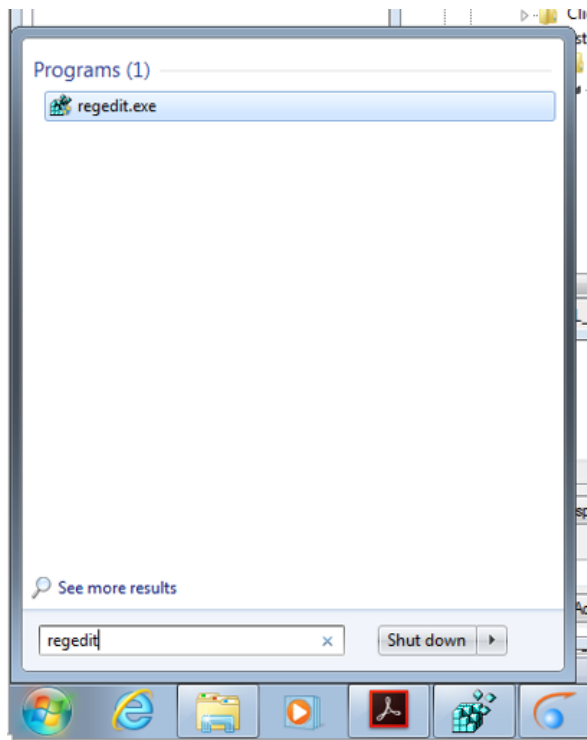 Programs (1)
regedit.exe
See more results
regedit
Shut down